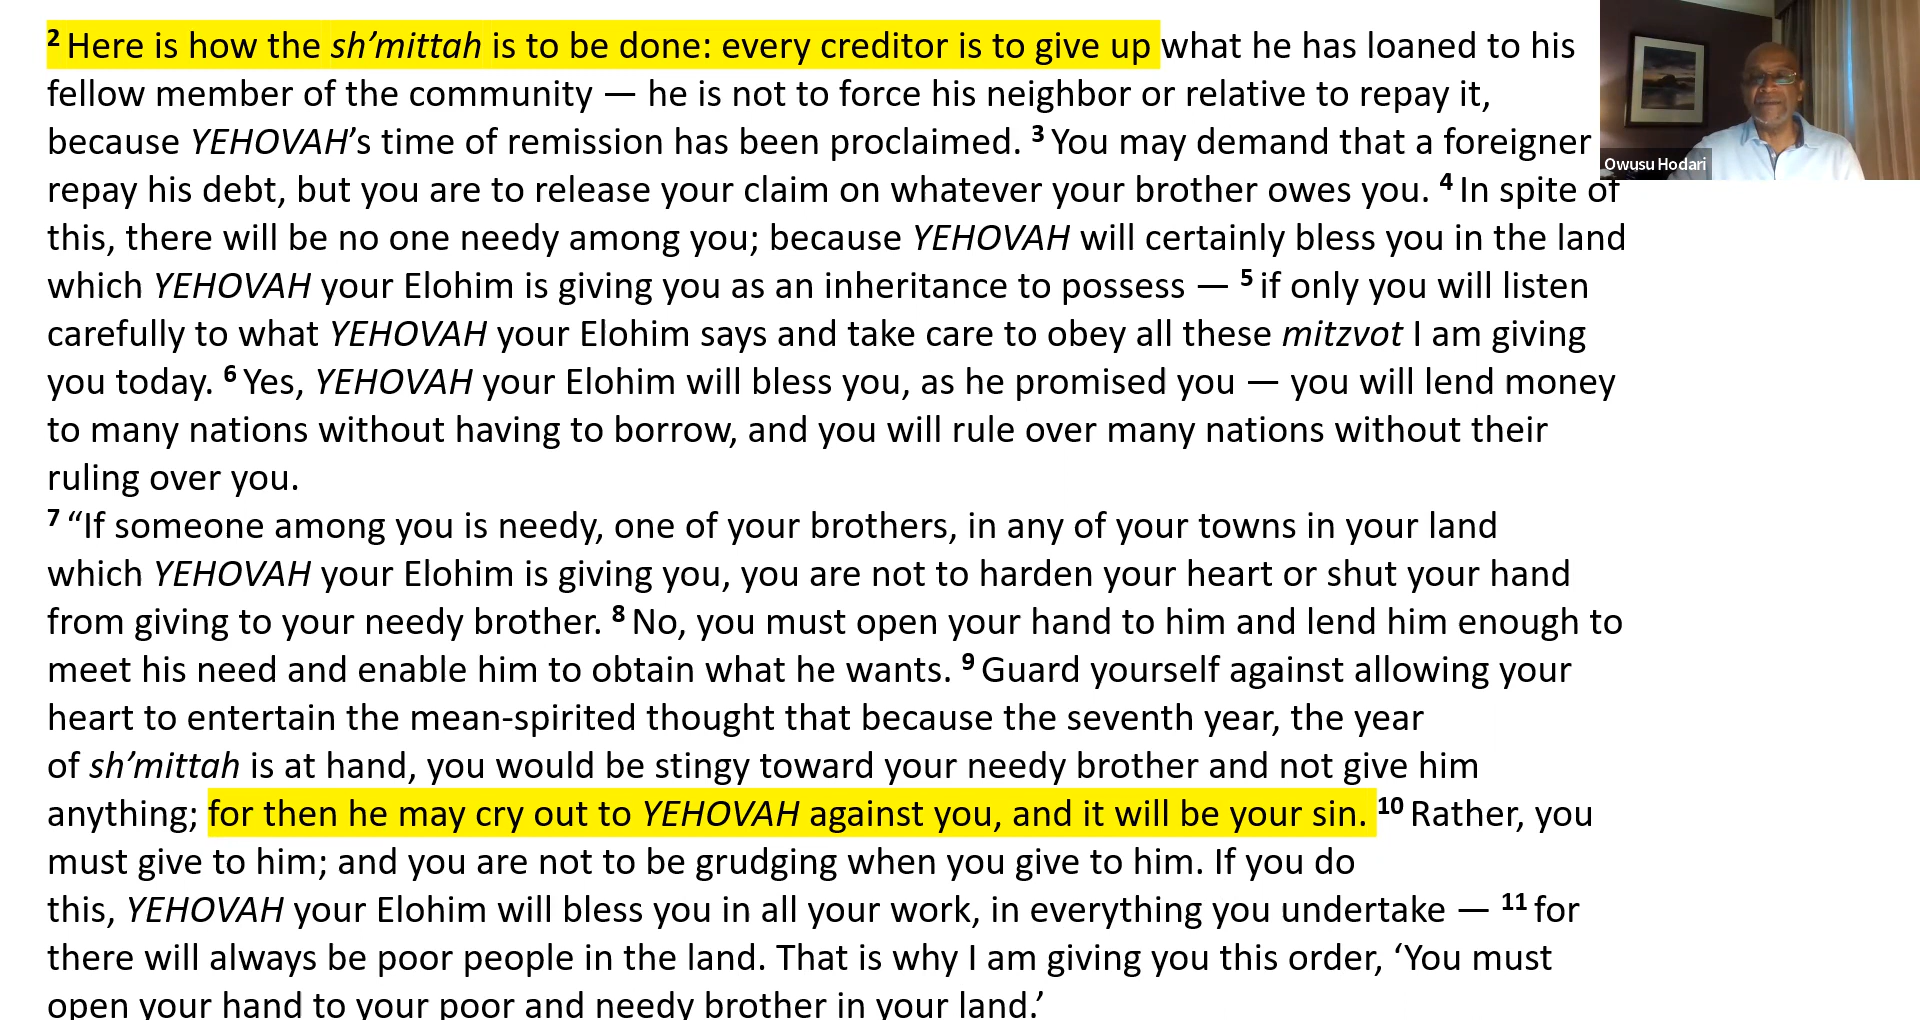 2 Here is how the sh’mittah is to be done: every creditor is to give up what he has loaned to his
fellow member of the community — he is not to force his neighbor or relative to repay it,
because YEHOVAH’s time of remission has been proclaimed. 3 You may demand that a foreigner
repay his debt, but you are to release your claim on whatever your brother owes you. 4 In spite of
this, there will be no one needy among you; because YEHOVAH will certainly bless you in the land
which YEHOVAH your Elohim is giving you as an inheritance to possess — 5 if only you will listen
carefully to what YEHOVAH your Elohim says and take care to obey all these mitzvot I am giving
you today. 6 Yes, YEHOVAH your Elohim will bless you, as he promised you — you will lend money
to many nations without having to borrow, and you will rule over many nations without their
ruling over you.
7 “If someone among you is needy, one of your brothers, in any of your towns in your land
which YEHOVAH your Elohim is giving you, you are not to harden your heart or shut your hand
from giving to your needy brother. 8 No, you must open your hand to him and lend him enough to
meet his need and enable him to obtain what he wants. 9 Guard yourself against allowing your
heart to entertain the mean-spirited thought that because the seventh year, the year
of sh’mittah is at hand, you would be stingy toward your needy brother and not give him
anything; for then he may cry out to YEHOVAH against you, and it will be your sin. 10 Rather, you
must give to him; and you are not to be grudging when you give to him. If you do
this, YEHOVAH your Elohim will bless you in all your work, in everything you undertake — 11 for
there will always be poor people in the land. That is why I am giving you this order, ‘You must
open your hand to your poor and needy brother in your land.’
Owusu Hodari